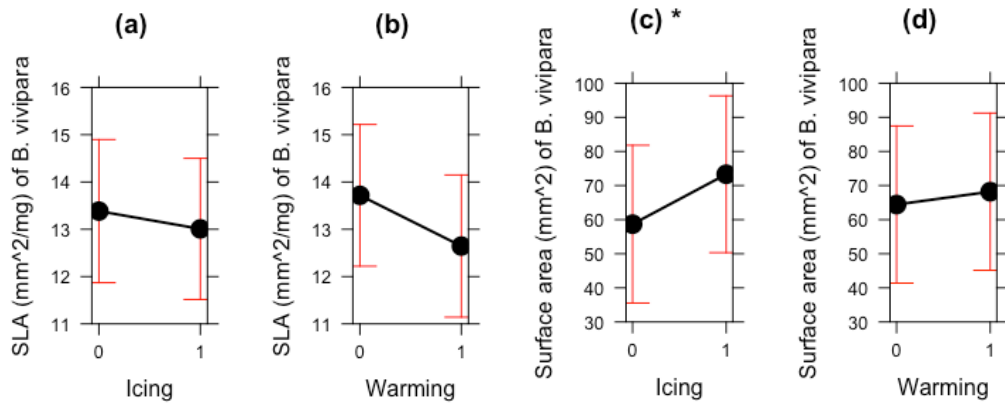 (a)
SLA (mm^2/mg) of B. vivipara
16
15
14
13
12
11
0 1
Icing
(b)
SLA (mm^2/mg) of B. vivipara
16
15
14
13
12
11
0 1
Warming
(c) *
Surface area (mm^2) of B. vivipara
100
90
80
70
60
50
40
30
0 1
Icing
(d)
Surface area (mm^2) of B. vivipara
100
90
80
70
60
50
40
30
0 1
Warming